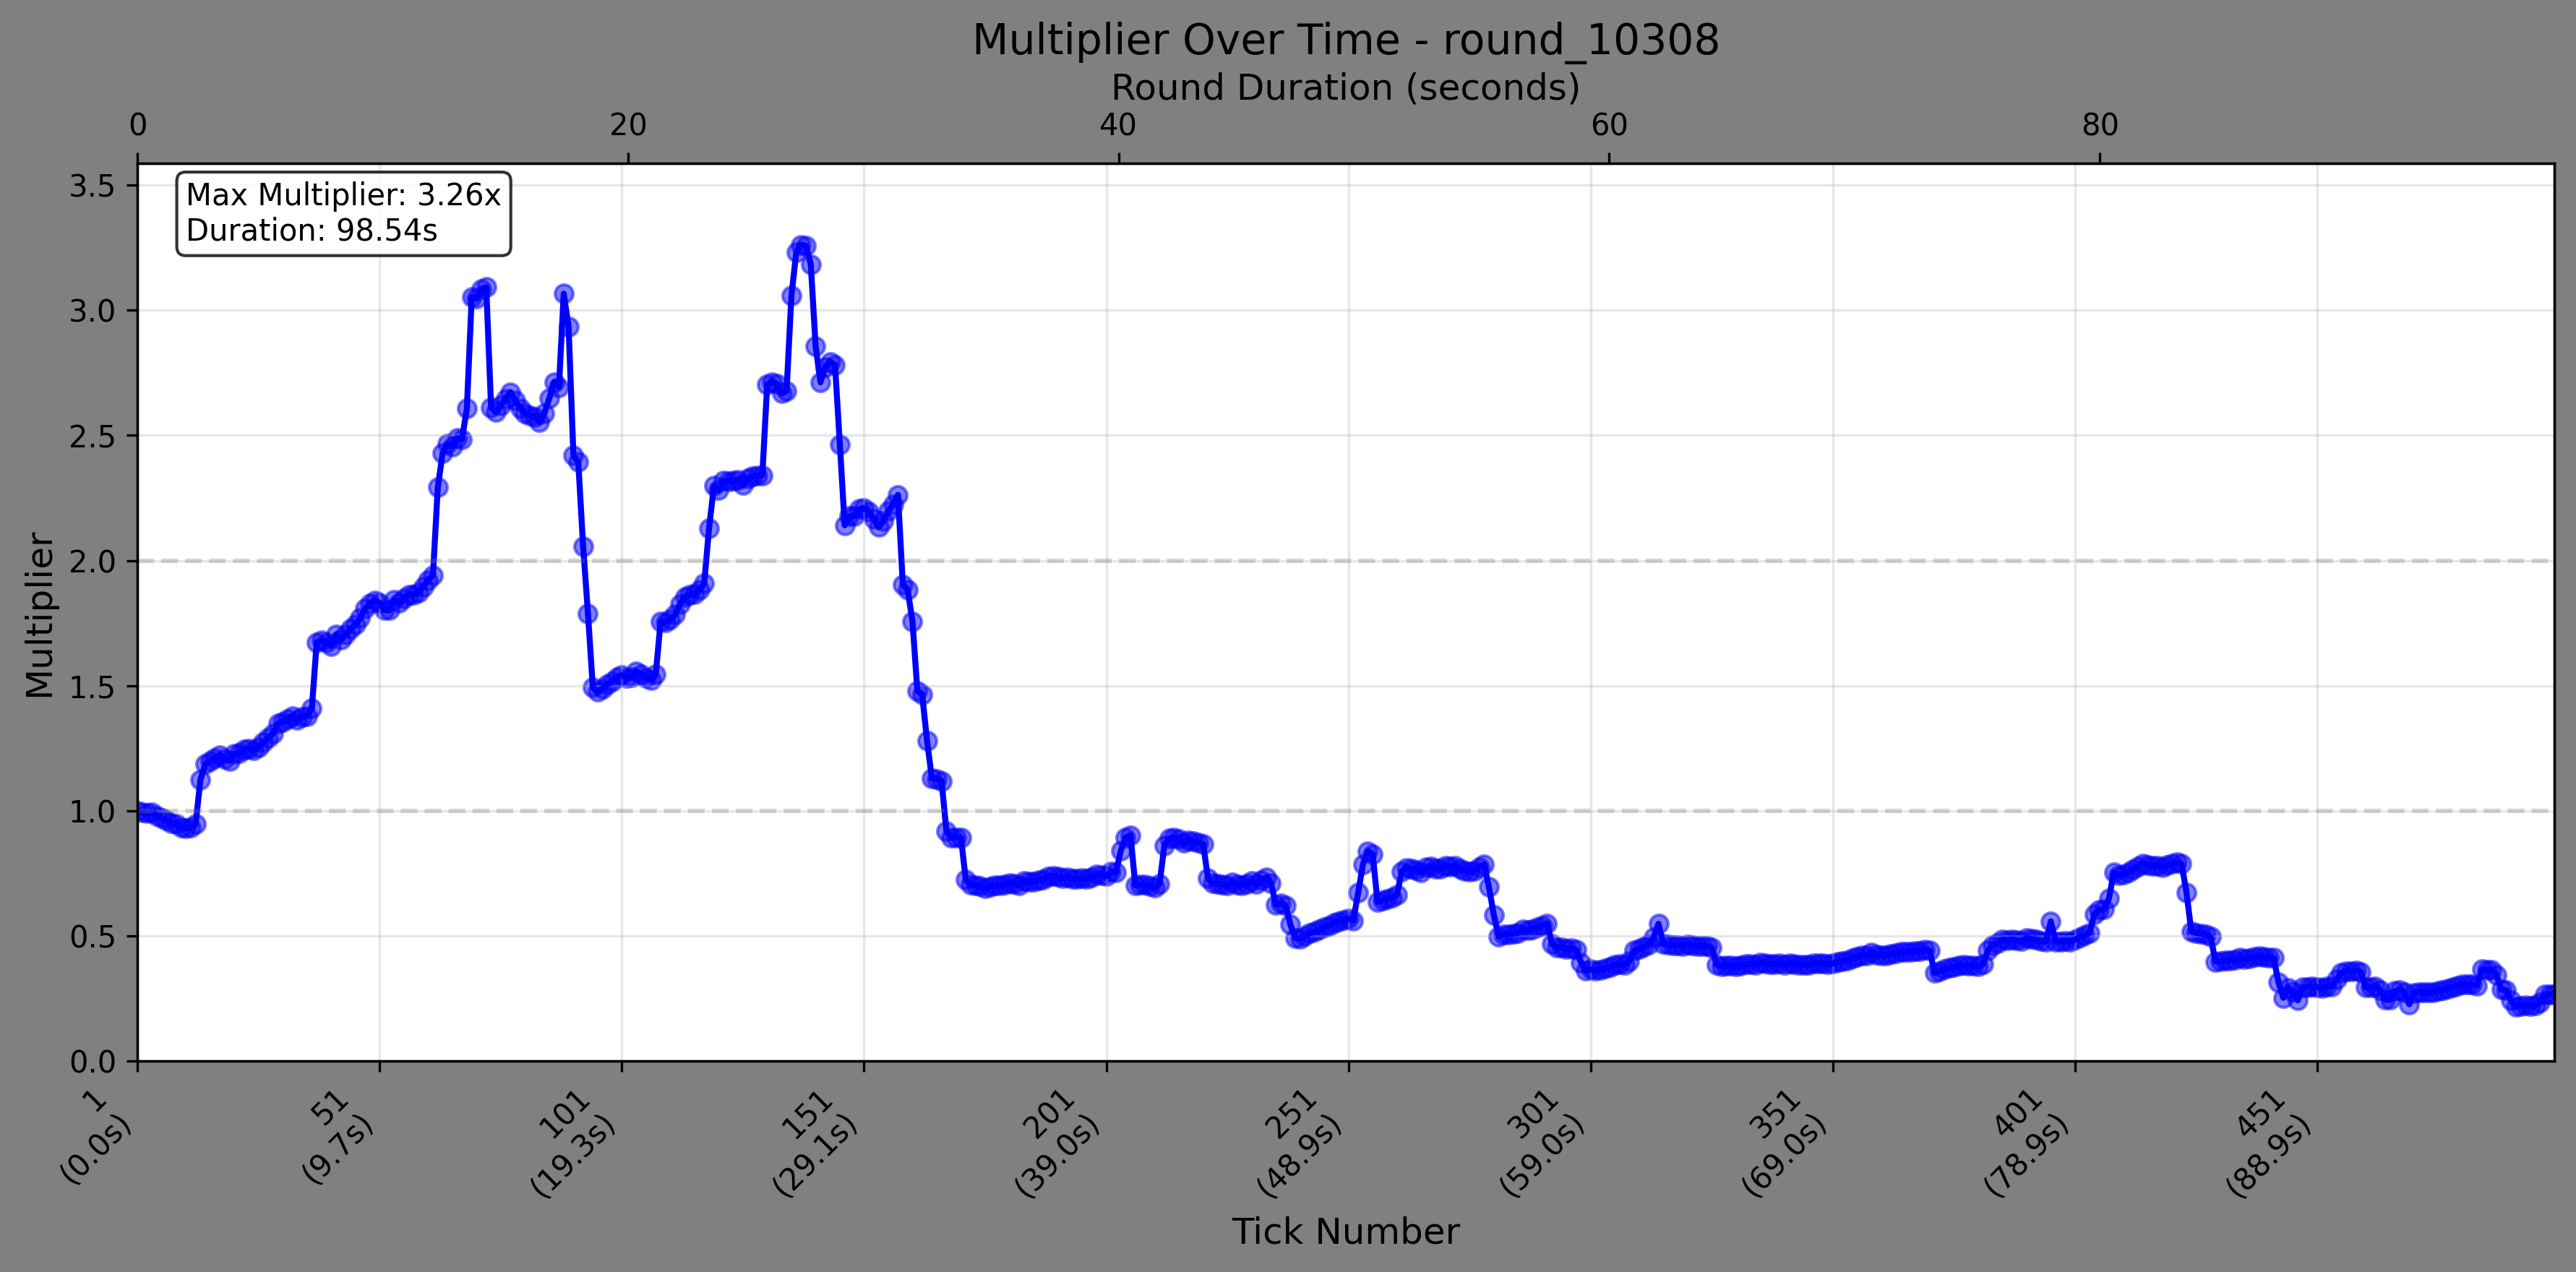 Multiplier Over Time - round_10308
Round Duration (seconds)
0 20 40 60 80
Max Multiplier: 3.26x
Duration: 98.54s
3.5
3.0
2.5
2.0
1.5
1.0
0.5
0.0
Multiplier
1
(0.0s)
51
(9.7s)
101
(19.3s)
151
(29.1s)
201
(39.0s)
251
(48.9s)
301
(59.0s)
351
(69.0s)
401
(78.9s)
451
(88.9s)
Tick Number